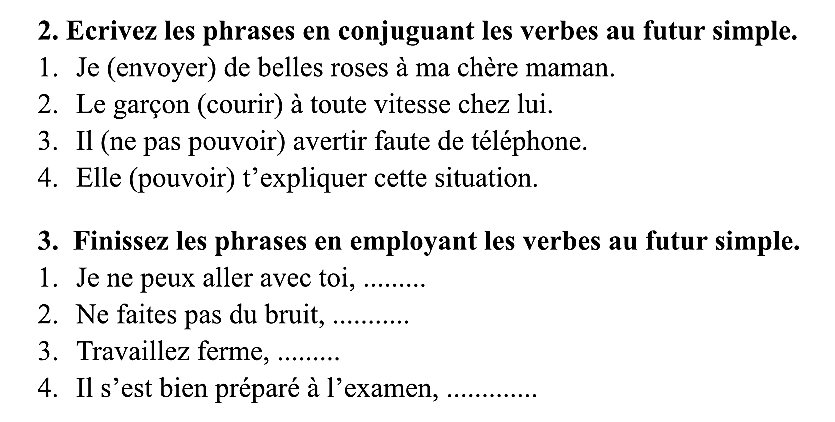 2. Ecrivez les phrases en conjuguant les verbes au futur simple.
1. Je (envoyer) de belles roses à ma chère maman.
2. Le garçon (courir) à toute vitesse chez lui.
3. Il (ne pas pouvoir) avertir faute de téléphone.
4. Elle (pouvoir) t’expliquer cette situation.
3. Finissez les phrases en employant les verbes au futur simple.
1. Je ne peux aller avec toi, .........
2. Ne faites pas du bruit, ...........
3. Travaillez ferme, .........
4. Il s’est bien préparé à l’examen, .............